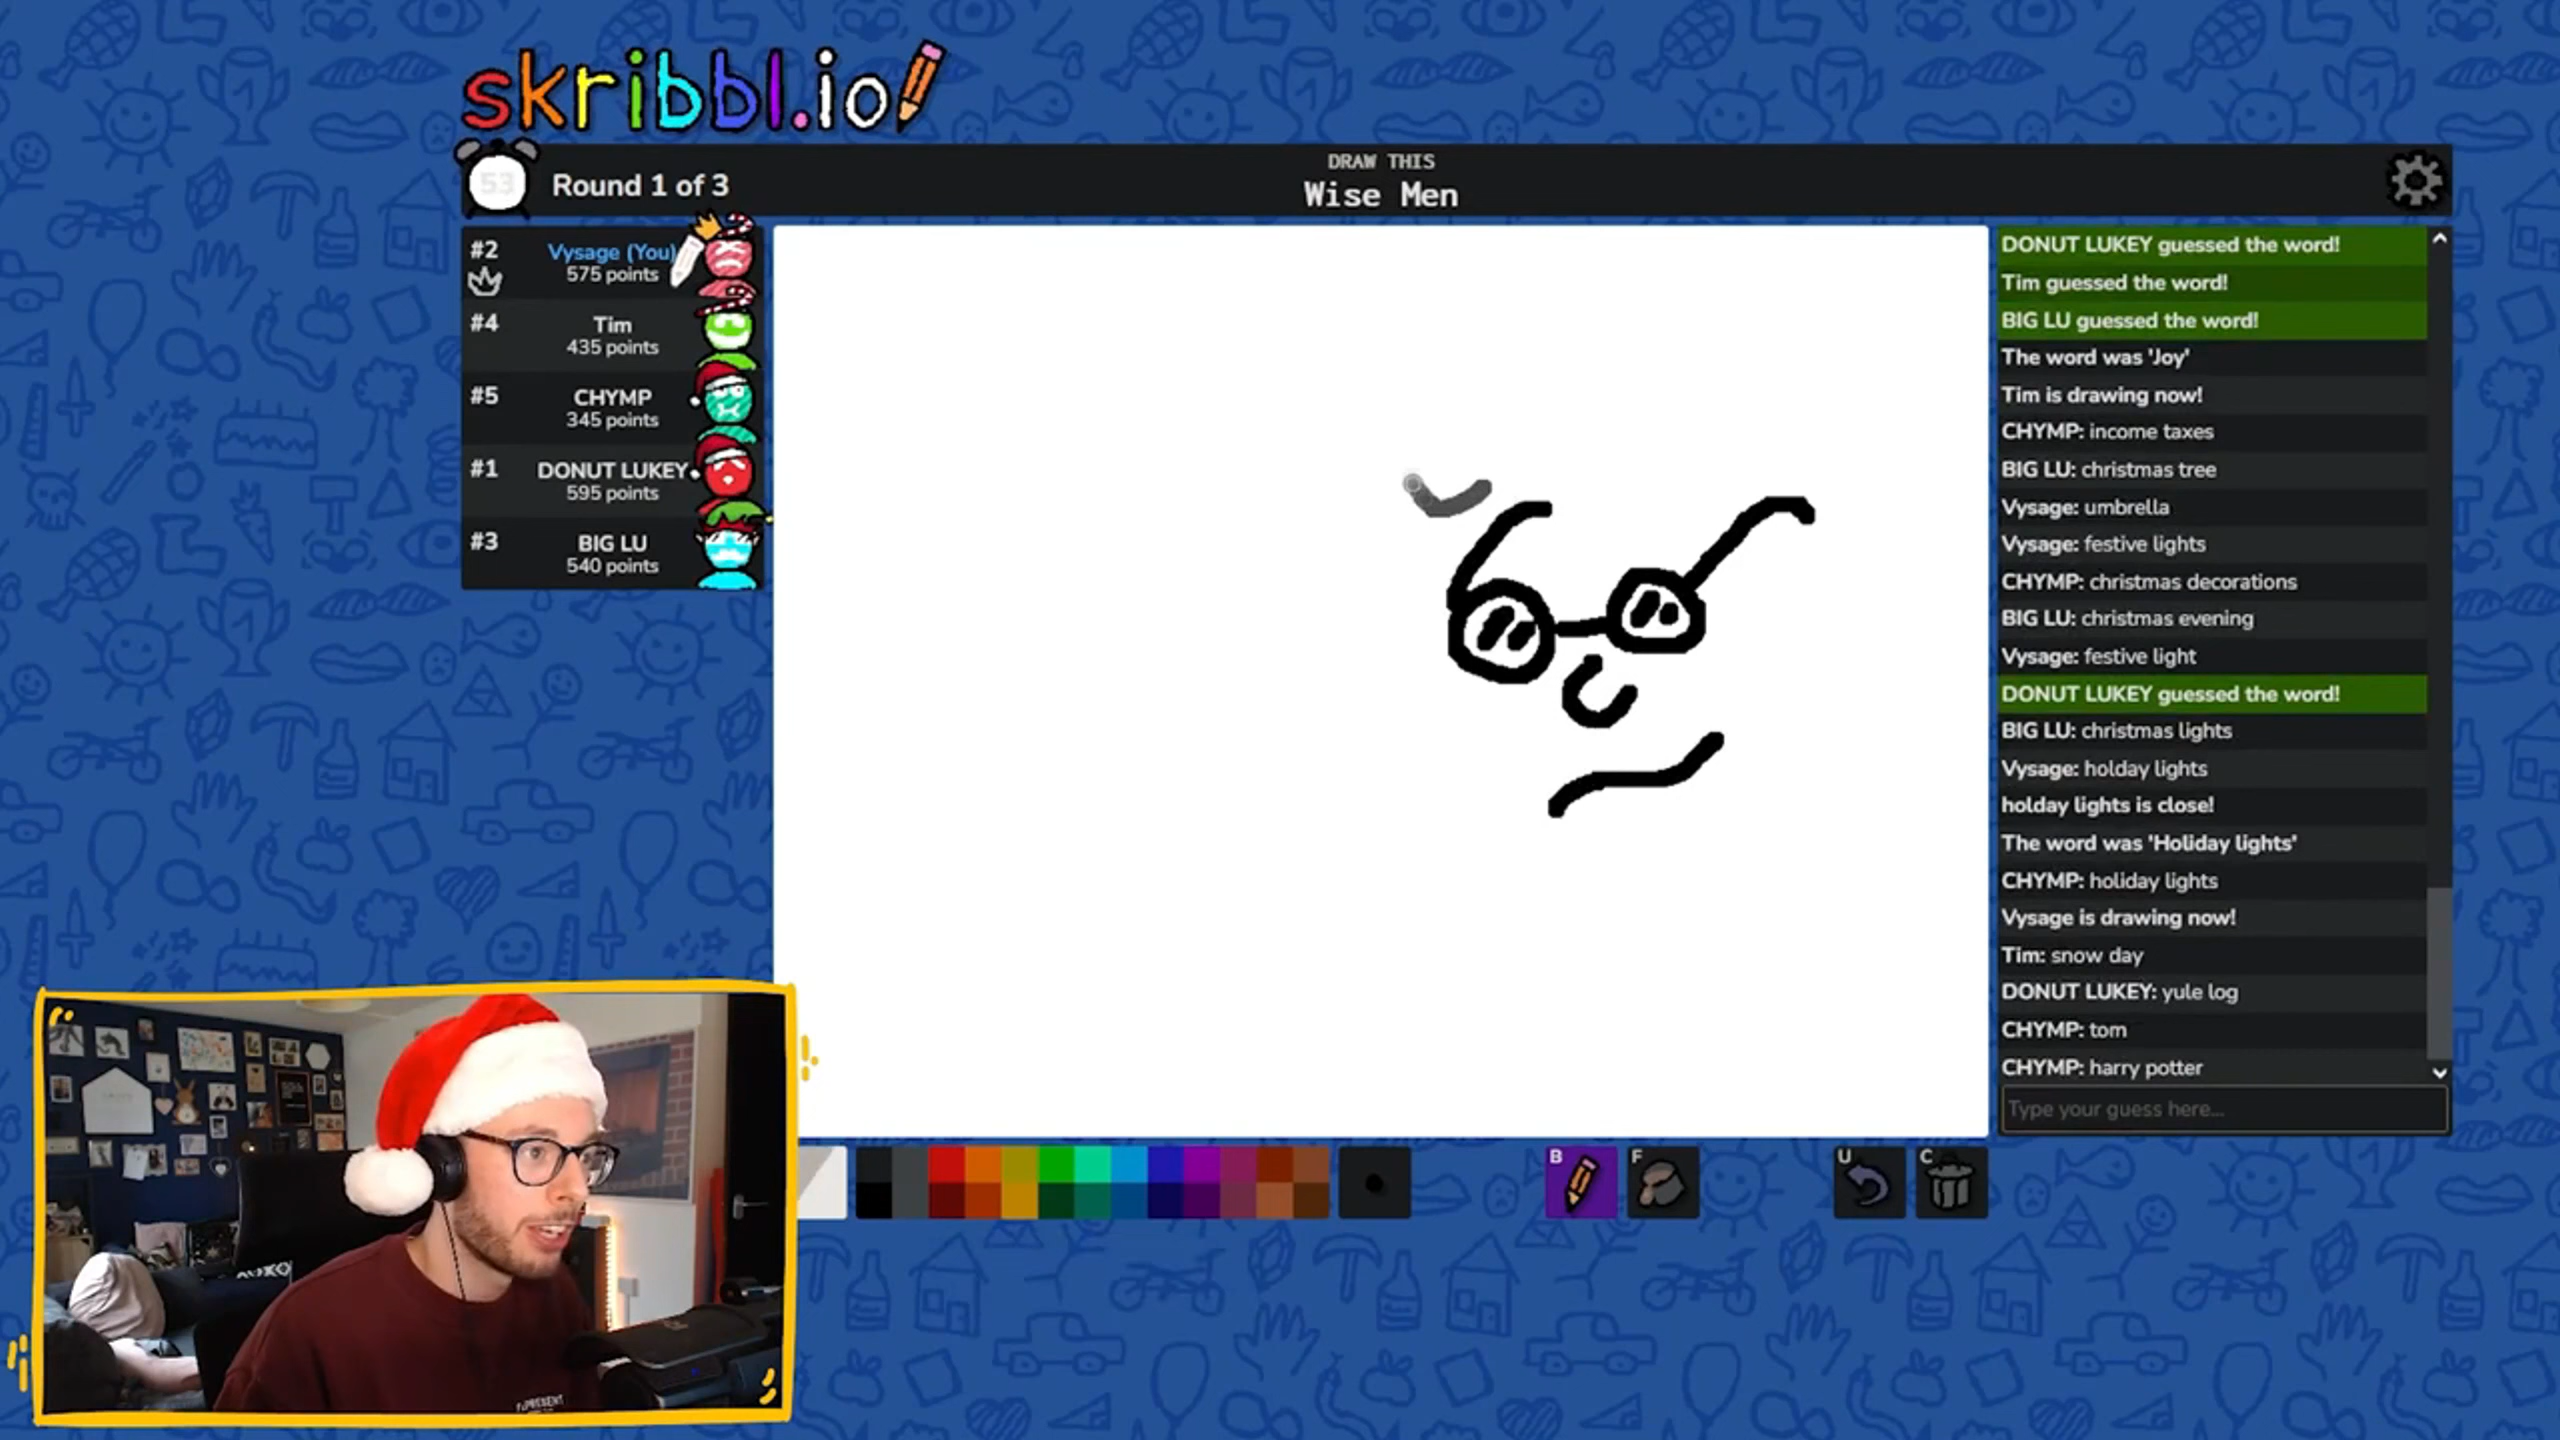 skribbl.io
53
Round 1 of 3
DRAW THIS
Wise Men
#2
Vysage (You)
575 points
#4
Tim
435 points
#5
CHYMP
345 points
#1
DONUT LUKEY
595 points
#3
BIG LU
540 points
DONUT LUKEY guessed the word!
Tim guessed the word!
BIG LU guessed the word!
The word was 'Joy'
Tim is drawing now!
CHYMP: income taxes
BIG LU: christmas tree
Vysage: umbrella
Vysage: festive lights
CHYMP: christmas decorations
BIG LU: christmas evening
Vysage: festive light
DONUT LUKEY guessed the word!
BIG LU: christmas lights
Vysage: holday lights
holday lights is close!
The word was 'Holiday lights'
CHYMP: holiday lights
Vysage is drawing now!
Tim: snow day
DONUT LUKEY: yule log
CHYMP: tom
CHYMP: harry potter
Type your guess here...
B
F
U
C